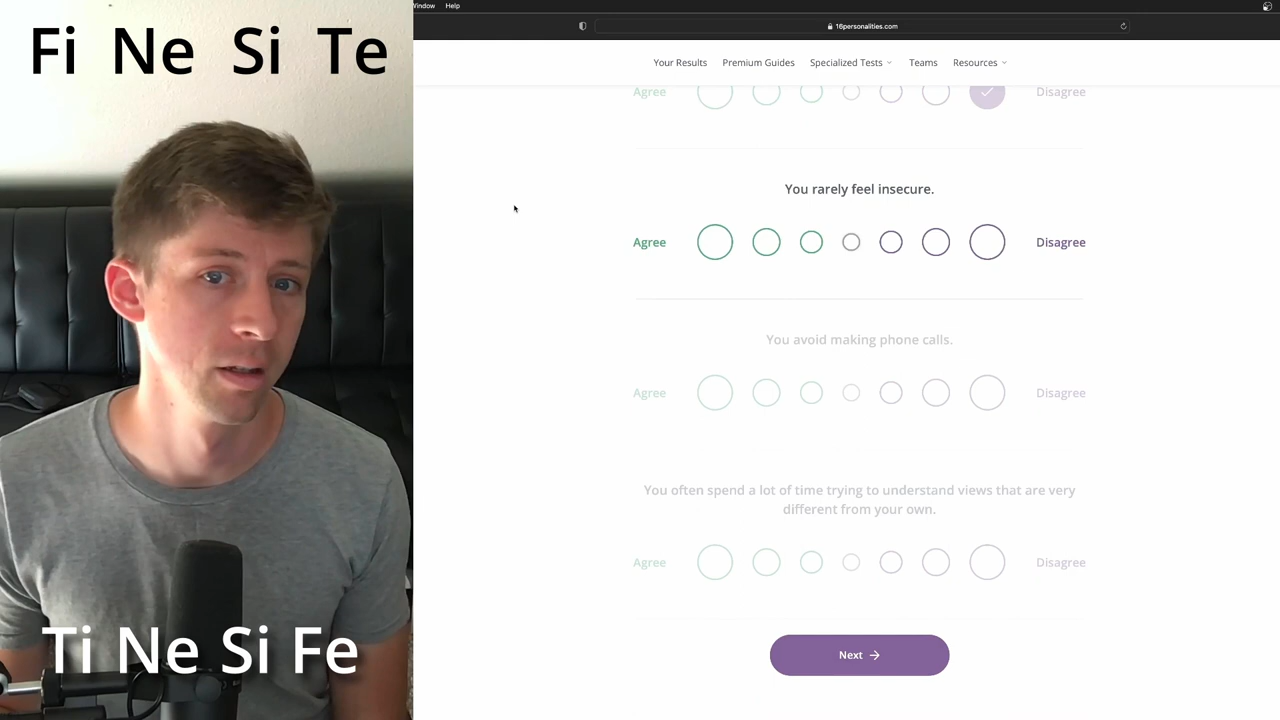 Fi Ne Si Te
Ti Ne Si Fe
Window Help
16personalities.com
Your Results Premium Guides Specialized Tests Teams Resources
Agree Disagree
You rarely feel insecure.
Agree Disagree
You avoid making phone calls.
Agree Disagree
You often spend a lot of time trying to understand views that are very
different from your own.
Agree Disagree
Next